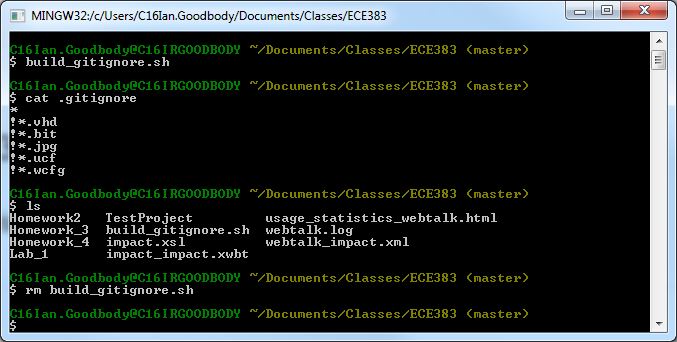 MINGW32:/c/Users/C16Ian.Goodbody/Documents/Classes/ECE383
C16Ian.Goodbody@C16IRGOODBODY ~/Documents/Classes/ECE383 (master)
$ build_gitignore.sh
C16Ian.Goodbody@C16IRGOODBODY ~/Documents/Classes/ECE383 (master)
$ cat .gitignore
*
!*.vhd
!*.bit
!*.jpg
!*.ucf
!*.wcfg
C16Ian.Goodbody@C16IRGOODBODY ~/Documents/Classes/ECE383 (master)
$ ls
Homework2 TestProject usage_statistics_webtalk.html
Homework_3 build_gitignore.sh webtalk.log
Homework_4 impact.xsl webtalk_impact.xml
Lab_1 impact_impact.xwbt
C16Ian.Goodbody@C16IRGOODBODY ~/Documents/Classes/ECE383 (master)
$ rm build_gitignore.sh
C16Ian.Goodbody@C16IRGOODBODY ~/Documents/Classes/ECE383 (master)
$